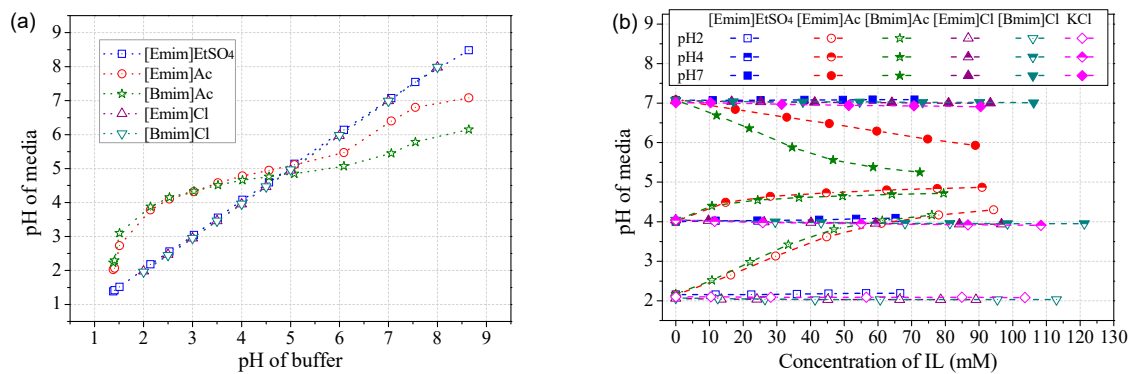 (a)
[Emim]EtSO4
[Emim]Ac
[Bmim]Ac
[Emim]Cl
[Bmim]Cl
pH of media
9
8
7
6
5
4
3
2
1
1 2 3 4 5 6 7 8 9
pH of buffer
(b)
[Emim]EtSO4 [Emim]Ac [Bmim]Ac [Emim]Cl [Bmim]Cl KCl
pH2
pH4
pH7
pH of media
9
8
7
6
5
4
3
2
0 10 20 30 40 50 60 70 80 90 100 110 120 130
Concentration of IL (mM)